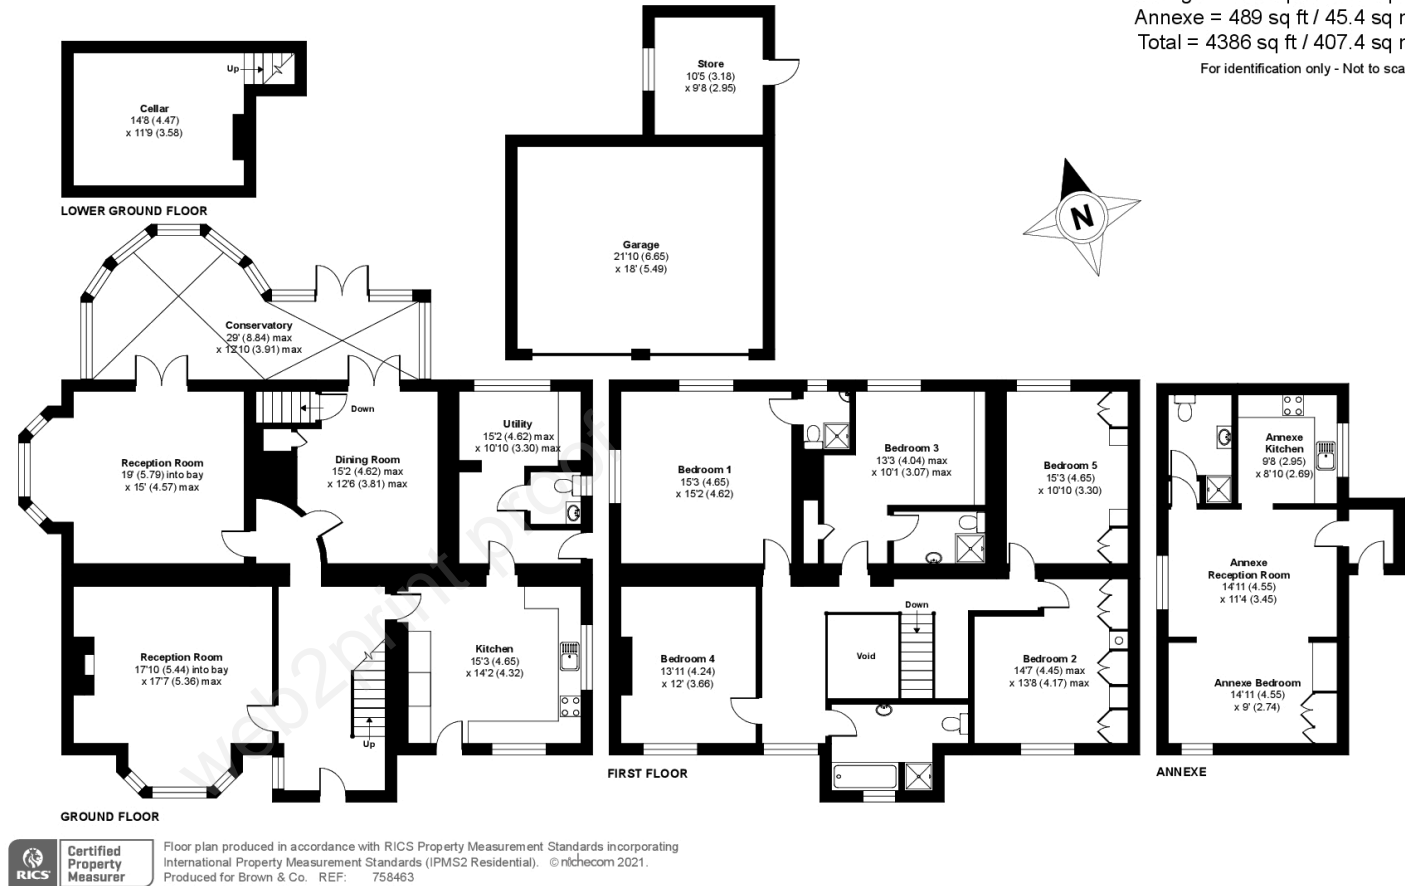 Annexe = 489 sq ft / 45.4 sq
Total = 4386 sq ft / 407.4 sq
For identification only - Not to
Store
10'5 (3.18)
x 9'8 (2.95)
Up
Cellar
14'8 (4.47)
x 11'9 (3.58)
LOWER GROUND FLOOR
N
Garage
21'10 (6.65)
x 18' (5.49)
Conservatory
29' (8.84) max
x 12'10 (3.91) max
Down
Reception Room
19' (5.79) into bay
x 15' (4.57) max
Dining Room
15'2 (4.62) max
x 12'6 (3.81) max
Utility
15'2 (4.62) max
x 10'10 (3.30) max
Reception Room
17'10 (5.44) into bay
x 17'7 (5.36) max
Up
Kitchen
15'3 (4.65)
x 14'2 (4.32)
GROUND FLOOR
Bedroom 1
15'3 (4.65)
x 15'2 (4.62)
Bedroom 3
13'3 (4.04) max
x 10'1 (3.07) max
Bedroom 5
15'3 (4.65)
x 10'10 (3.30)
Bedroom 4
13'11 (4.24)
x 12' (3.66)
Void
Down
Bedroom 2
14'7 (4.45) max
x 13'8 (4.17) max
FIRST FLOOR
Annexe
Kitchen
9'8 (2.95)
x 8'10 (2.69)
Annexe
Reception Room
14'11 (4.55)
x 11'4 (3.45)
Annexe Bedroom
14'11 (4.55)
x 9' (2.74)
ANNEXE
web2print proof
RICS
Certified
Property
Measurer
Floor plan produced in accordance with RICS Property Measurement Standards incorporating
International Property Measurement Standards (IPMS2 Residential). © nichecom 2021.
Produced for Brown & Co. REF: 758463